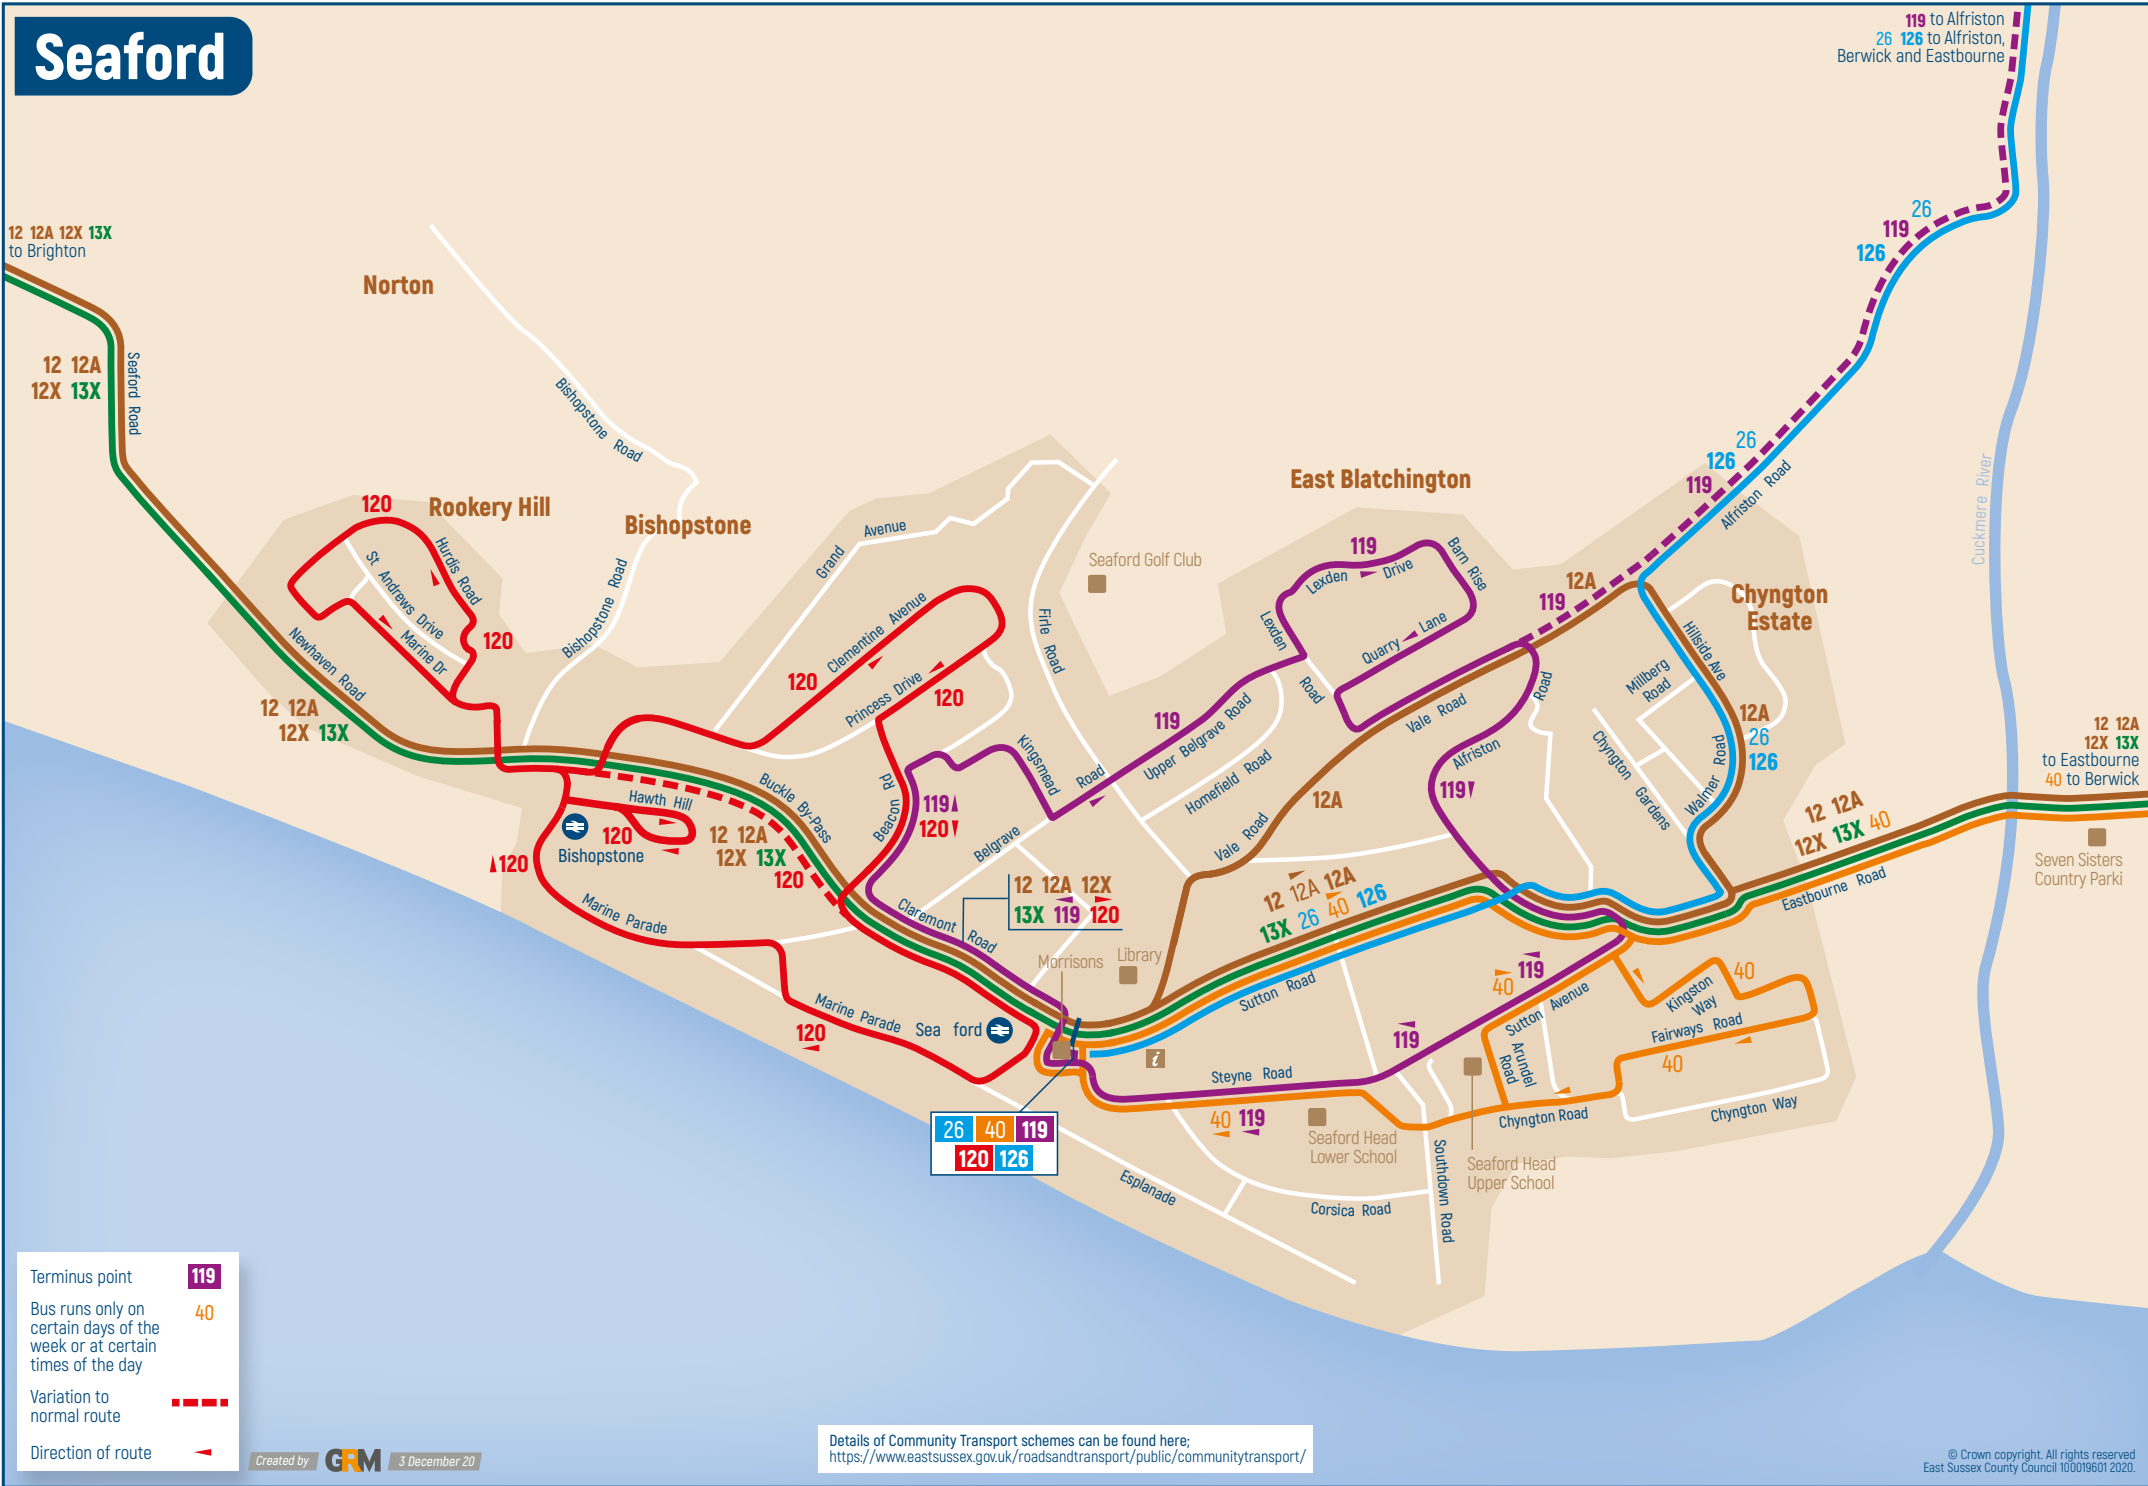 Seaford
119 to Alfriston
26 126 to Alfriston,
Berwick and Eastbourne
12 12A 12X 13X
to Brighton
Norton
26
119
126
12 12A
12X 13X
Seaford Road
Bishopstone Road
Cuckmere River
26
126
119
Alfriston Road
East Blatchington
Rookery Hill
120
Bishopstone
Hurdis Road
St Andrews Drive
Marine Dr
120
Newhaven Road
Bishopstone Road
Grand Avenue
Seaford Golf Club
Firle Road
119
Lexden Drive
Barn Rise
Lexden Road
Quarry Lane
12A
119
Chyngton
Estate
Hillside Ave
Millberg
Road
12A
26
126
Walmer Road
Chyngton Gardens
Clementine Avenue
120
Princess Drive
120
119
Upper Belgrave Road
Homefield Road
Vale Road
Alfriston Road
119
12A
Vale Road
12 12A
12X 13X
Buckle By-Pass
Hawth Hill
120
Bishopstone
12 12A
12X 13X
120
120
Beacon Rd
119
120
Kingsmead
Belgrave Road
Marine Parade
Claremont Road
12 12A 12X
13X 119 120
12 12A 12A
13X 26 40 126
12 12A
12X 13X
to Eastbourne
40 to Berwick
12 12A
12X 13X 40
Eastbourne Road
Seven Sisters
Country Parki
Morrisons
Library
Sutton Road
Marine Parade
Sea ford
120
i
119
40
Sutton Avenue
119
Kingston
Way
40
Fairways Road
40
Arundel
Road
Chyngton Road
Chyngton Way
Steyne Road
40 119
Seaford Head
Lower School
Seaford Head
Upper School
Southdown Road
Corsica Road
Esplanade
26 40 119
120 126
Terminus point 119
Bus runs only on
certain days of the
week or at certain
times of the day
40
Variation to
normal route
Direction of route
Created by GRM 3 December 20
Details of Community Transport schemes can be found here;
https://www.eastsussex.gov.uk/roadsandtransport/public/communitytransport/
© Crown copyright. All rights reserved
East Sussex County Council 100019601 2020.